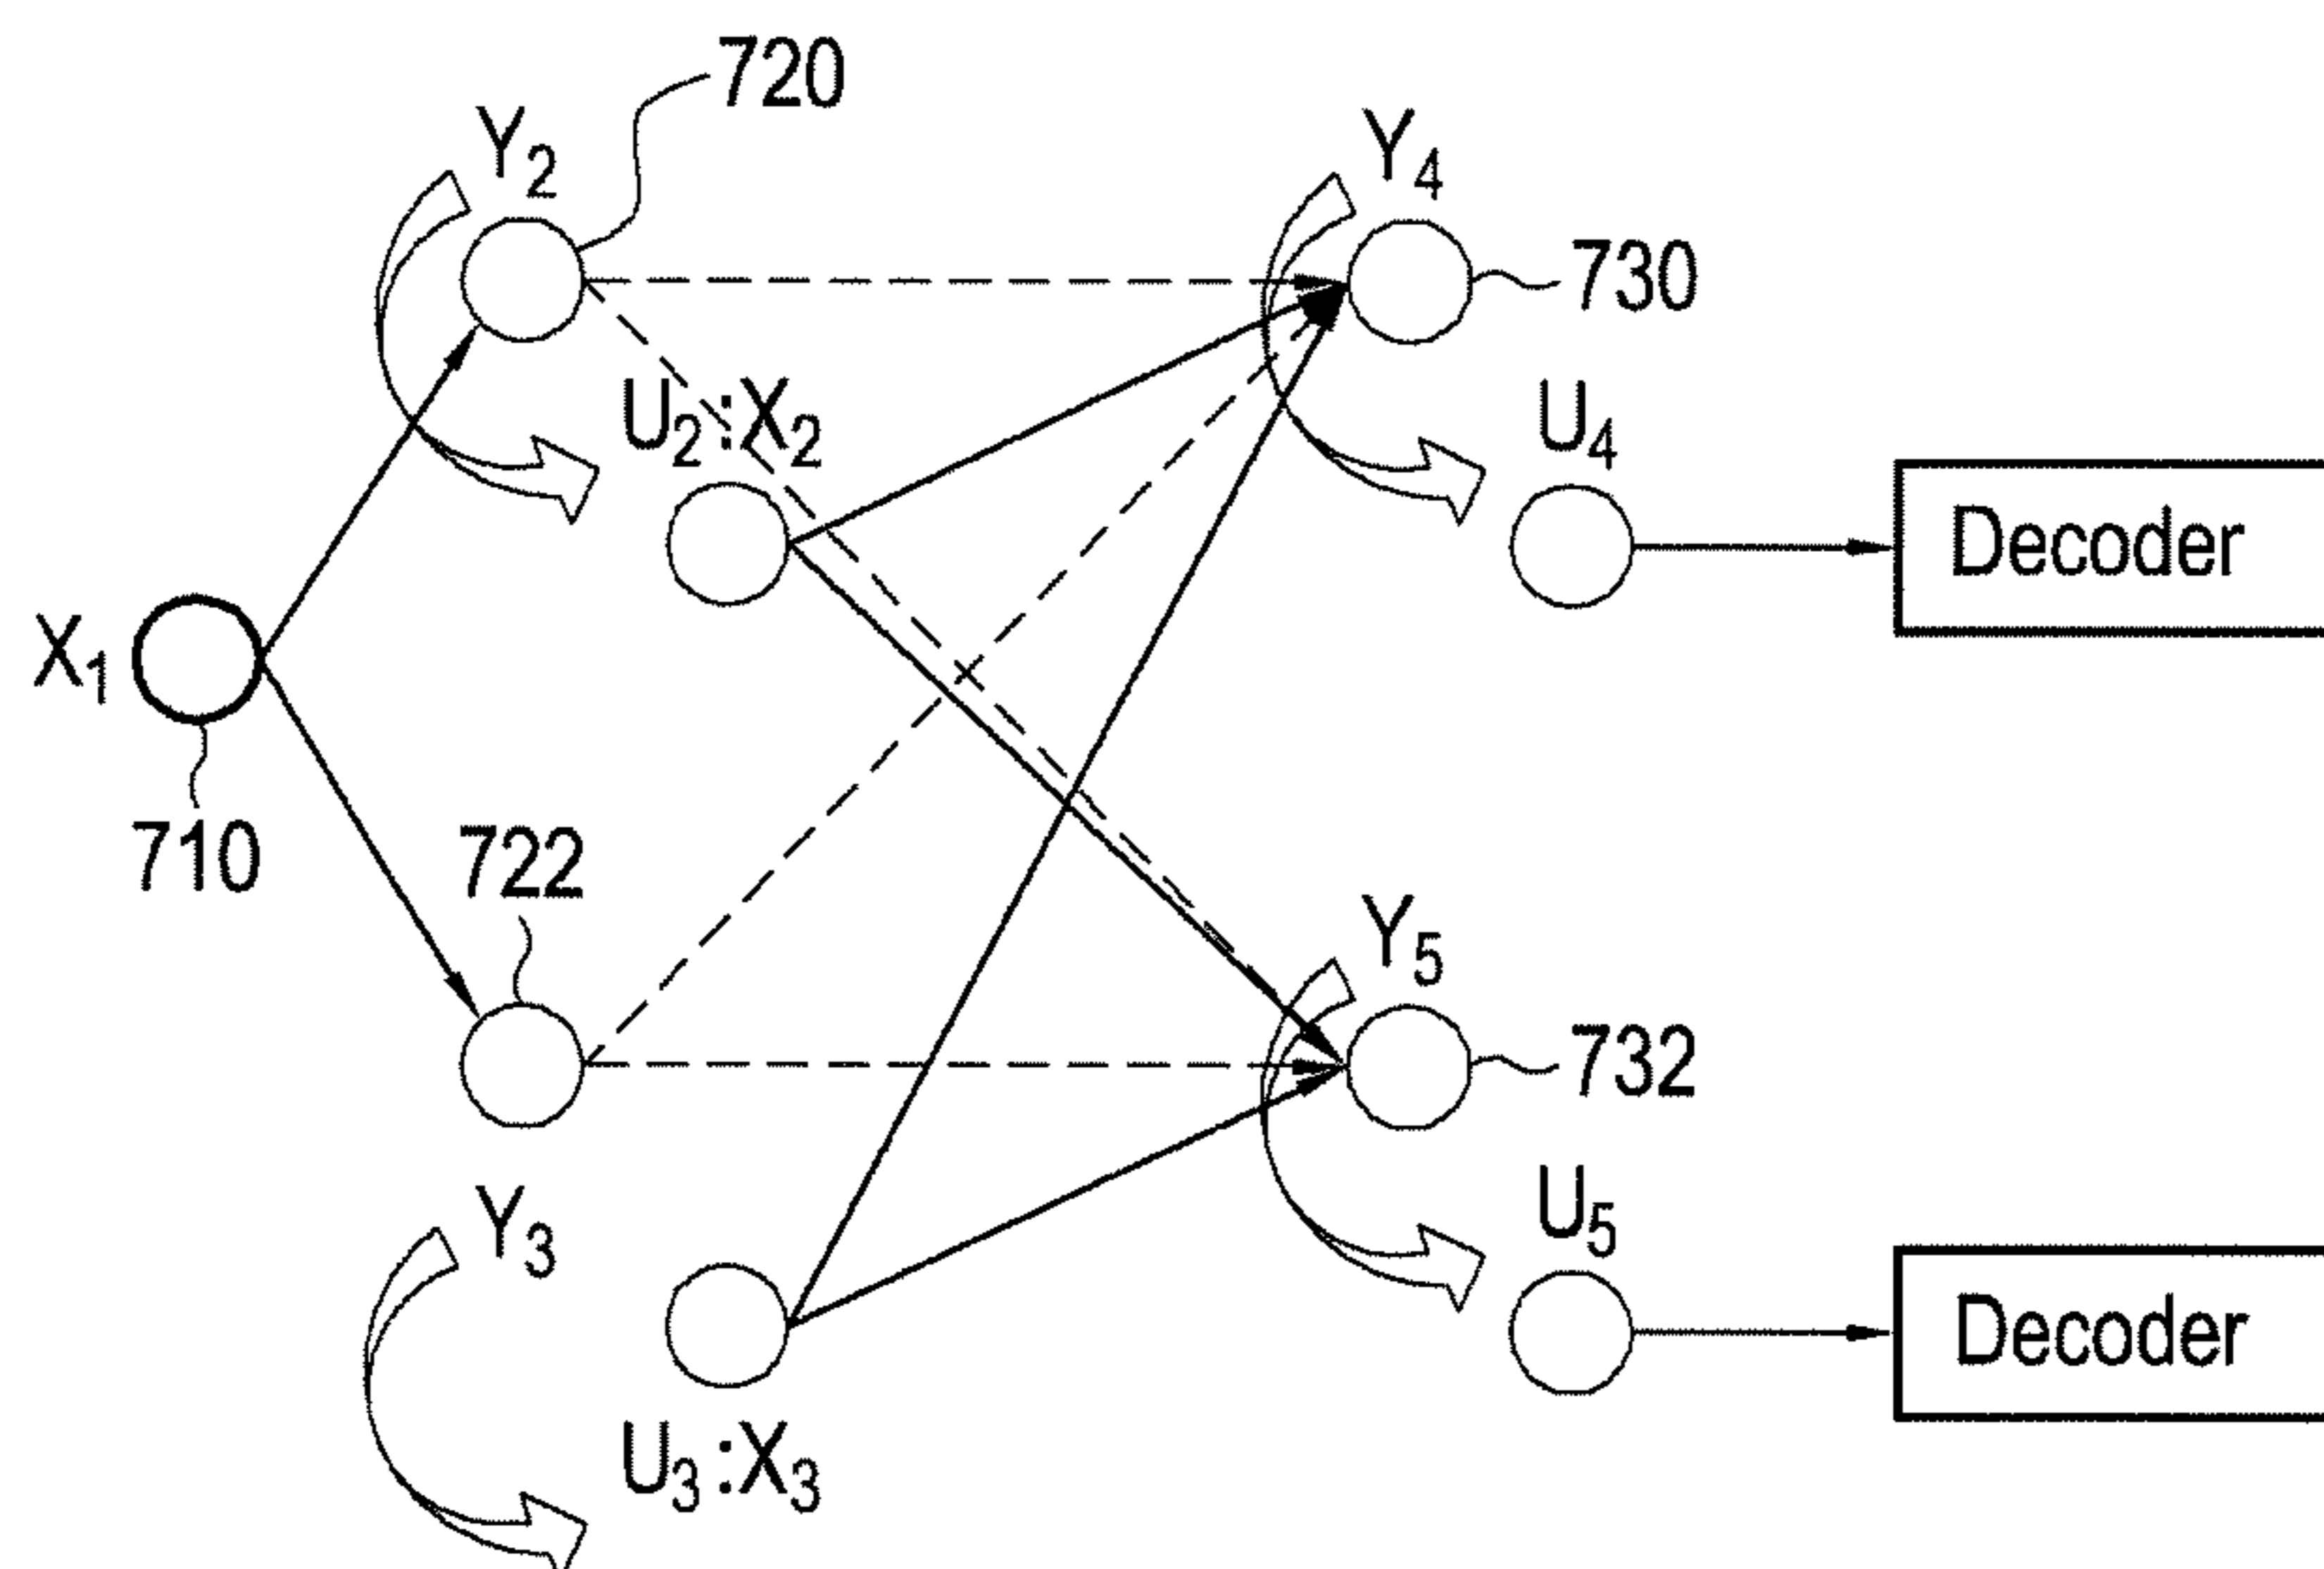 720
Y2
Y4
730
U2:X2
U4
Decoder
X1
710
722
Y5
732
Y3
U5
Decoder
U3:X3